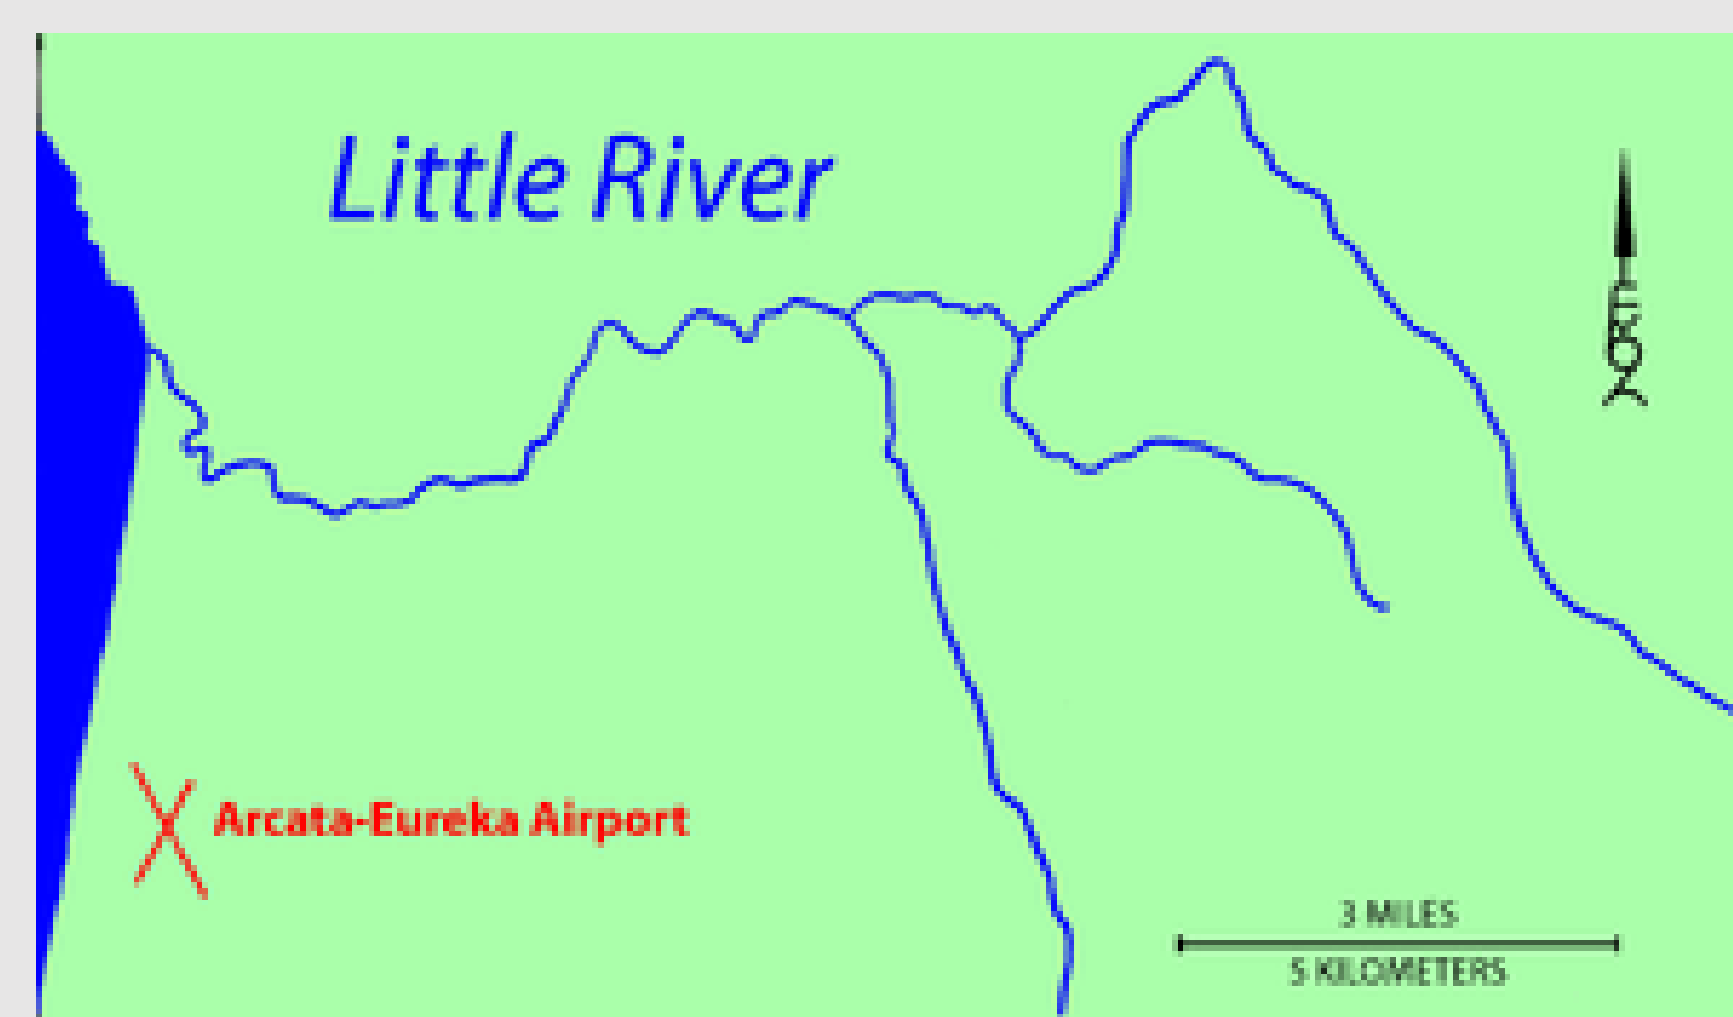 Little River
NORTH
Arcata-Eureka Airport
3 MILES
5 KILOMETERS